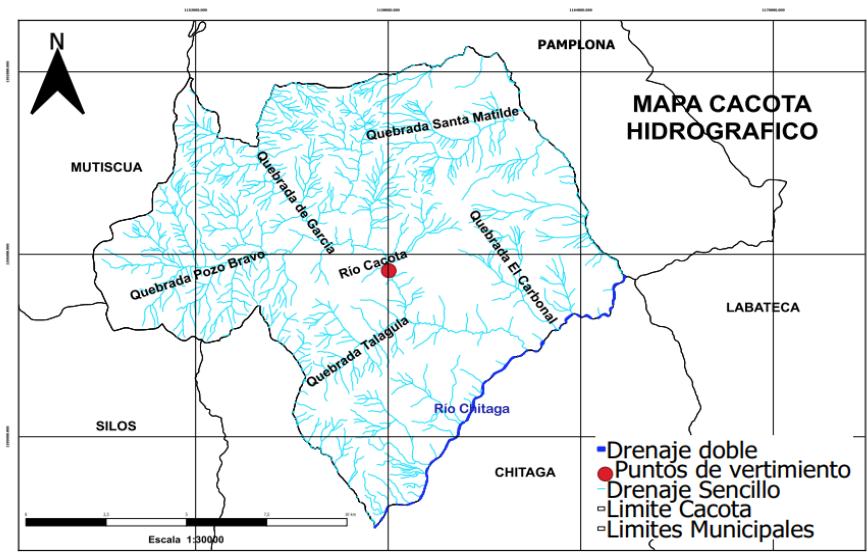 N
PAMPLONA
MAPA CACOTA
HIDROGRAFICO
Quebrada Santa Matilde
MUTISCUA
Quebrada de Garcia
Quebrada El Carbonal
Rio Cacota
Quebrada Pozo Bravo
LABATECA
Quebrada Talagula
Rio Chitaga
SILOS
CHITAGA
Drenaje doble
Puntos de vertimiento
Drenaje Sencillo
Limite Cacota
Limites Municipales
Escala 1:30000